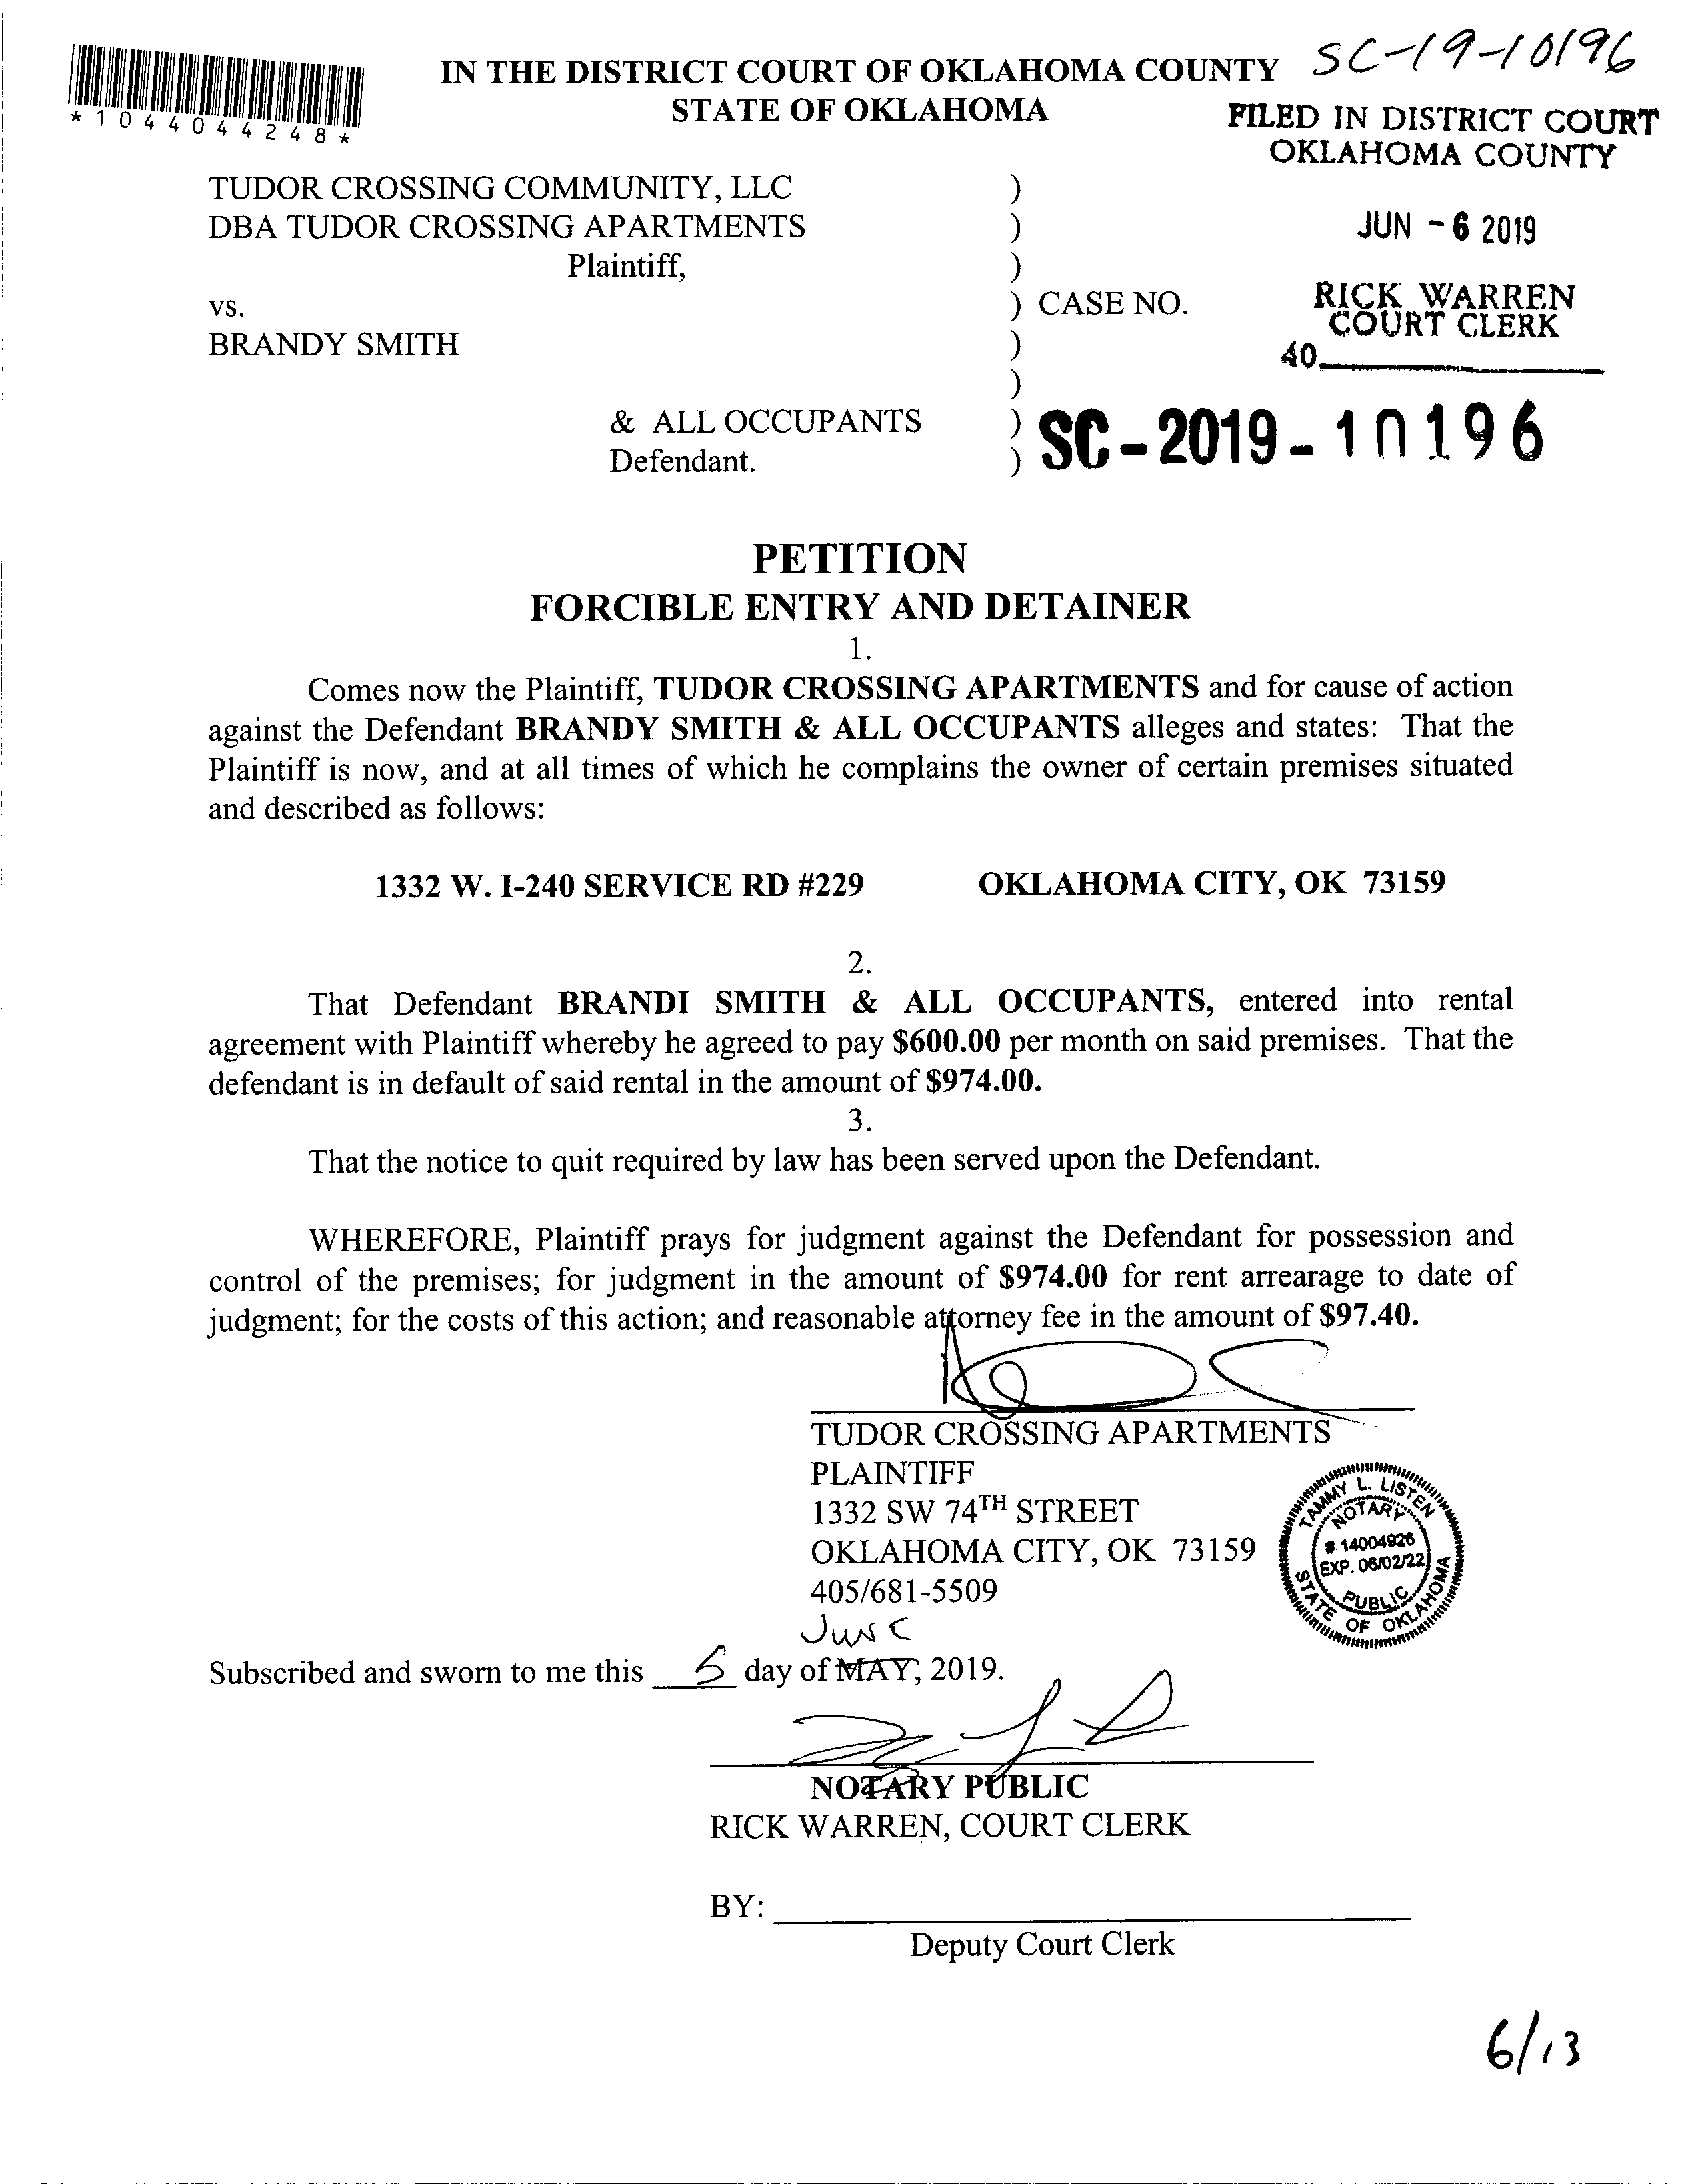 IN THE DISTRICT COURT OF OKLAHOMA COUNTY
SC-19-10196
STATE OF OKLAHOMA
*1044044248*
FILED IN DISTRICT COURT
OKLAHOMA COUNTY
TUDOR CROSSING COMMUNITY, LLC )
DBA TUDOR CROSSING APARTMENTS )
JUN - 6 2019
Plaintiff, )
vs. ) CASE NO.
RICK WARREN
COURT CLERK
BRANDY SMITH )
40
)
& ALL OCCUPANTS )
SC - 2019 - 10196
Defendant. )
PETITION
FORCIBLE ENTRY AND DETAINER
1.
Comes now the Plaintiff, TUDOR CROSSING APARTMENTS and for cause of action
against the Defendant BRANDY SMITH & ALL OCCUPANTS alleges and states: That the
Plaintiff is now, and at all times of which he complains the owner of certain premises situated
and described as follows:
1332 W. I-240 SERVICE RD #229 OKLAHOMA CITY, OK 73159
2.
That Defendant BRANDI SMITH & ALL OCCUPANTS, entered into rental
agreement with Plaintiff whereby he agreed to pay $600.00 per month on said premises. That the
defendant is in default of said rental in the amount of $974.00.
3.
That the notice to quit required by law has been served upon the Defendant.
WHEREFORE, Plaintiff prays for judgment against the Defendant for possession and
control of the premises; for judgment in the amount of $974.00 for rent arrearage to date of
judgment; for the costs of this action; and reasonable attorney fee in the amount of $97.40.
TUDOR CROSSING APARTMENTS
PLAINTIFF
1332 SW 74TH STREET
OKLAHOMA CITY, OK 73159
405/681-5509
TAMMY L. LISTEN
NOTARY
# 14004926
EXP. 06/02/22
PUBLIC
STATE OF OKLAHOMA
June
Subscribed and sworn to me this 5 day of MAY, 2019.
NOTARY PUBLIC
RICK WARREN, COURT CLERK
BY:
Deputy Court Clerk
6/13